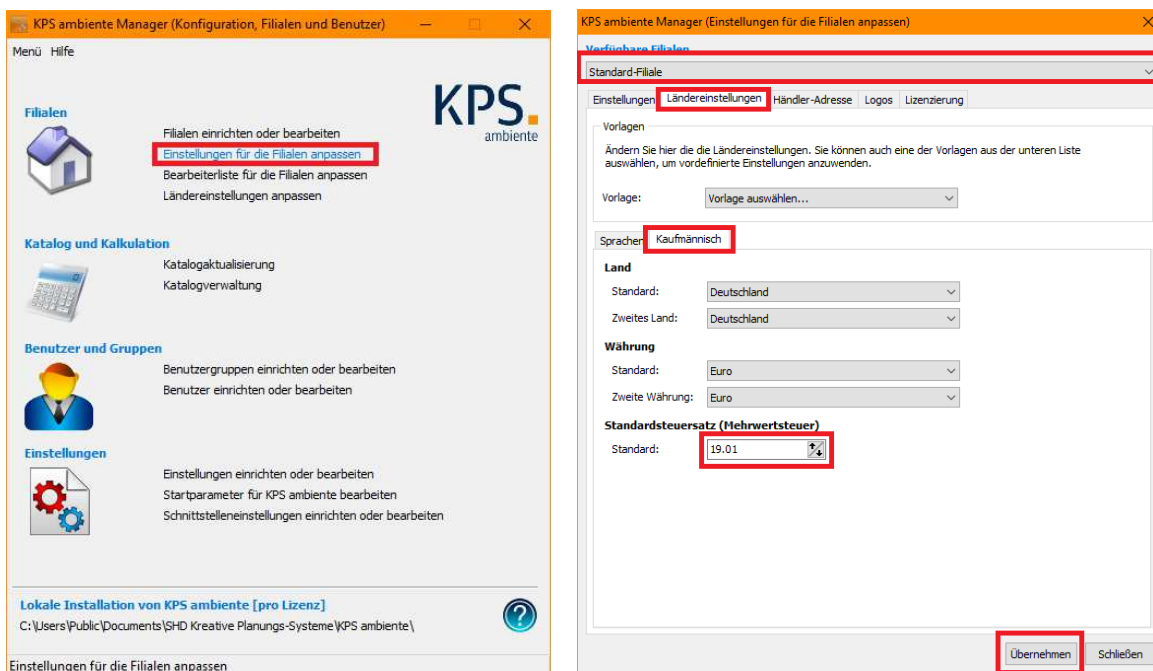 KPS ambiente Manager (Konfiguration, Filialen und Benutzer)
Menü Hilfe
KPS.
ambiente
Filialen
Filialen einrichten oder bearbeiten
Einstellungen für die Filialen anpassen
Bearbeiterliste für die Filialen anpassen
Ländereinstellungen anpassen
Katalog und Kalkulation
Katalogaktualisierung
Katalogverwaltung
Benutzer und Gruppen
Benutzergruppen einrichten oder bearbeiten
Benutzer einrichten oder bearbeiten
Einstellungen
Einstellungen einrichten oder bearbeiten
Startparameter für KPS ambiente bearbeiten
Schnittstelleneinstellungen einrichten oder bearbeiten
Lokale Installation von KPS ambiente [pro Lizenz]
C:\Users\Public\Documents\SHD Kreative Planungs-Systeme\KPS ambiente\
?
Einstellungen für die Filialen anpassen
KPS ambiente Manager (Einstellungen für die Filialen anpassen)
Verfügbare Filialen
Standard-Filiale
Einstellungen Ländereinstellungen Händler-Adresse Logos Lizenzierung
Vorlagen
Ändern Sie hier die die Ländereinstellungen. Sie können auch eine der Vorlagen aus der unteren Liste
auswählen, um vordefinierte Einstellungen anzuwenden.
Vorlage: Vorlage auswählen...
Sprachen Kaufmännisch
Land
Standard: Deutschland
Zweites Land: Deutschland
Währung
Standard: Euro
Zweite Währung: Euro
Standardsteuersatz (Mehrwertsteuer)
Standard: 19.01
Übernehmen Schließen